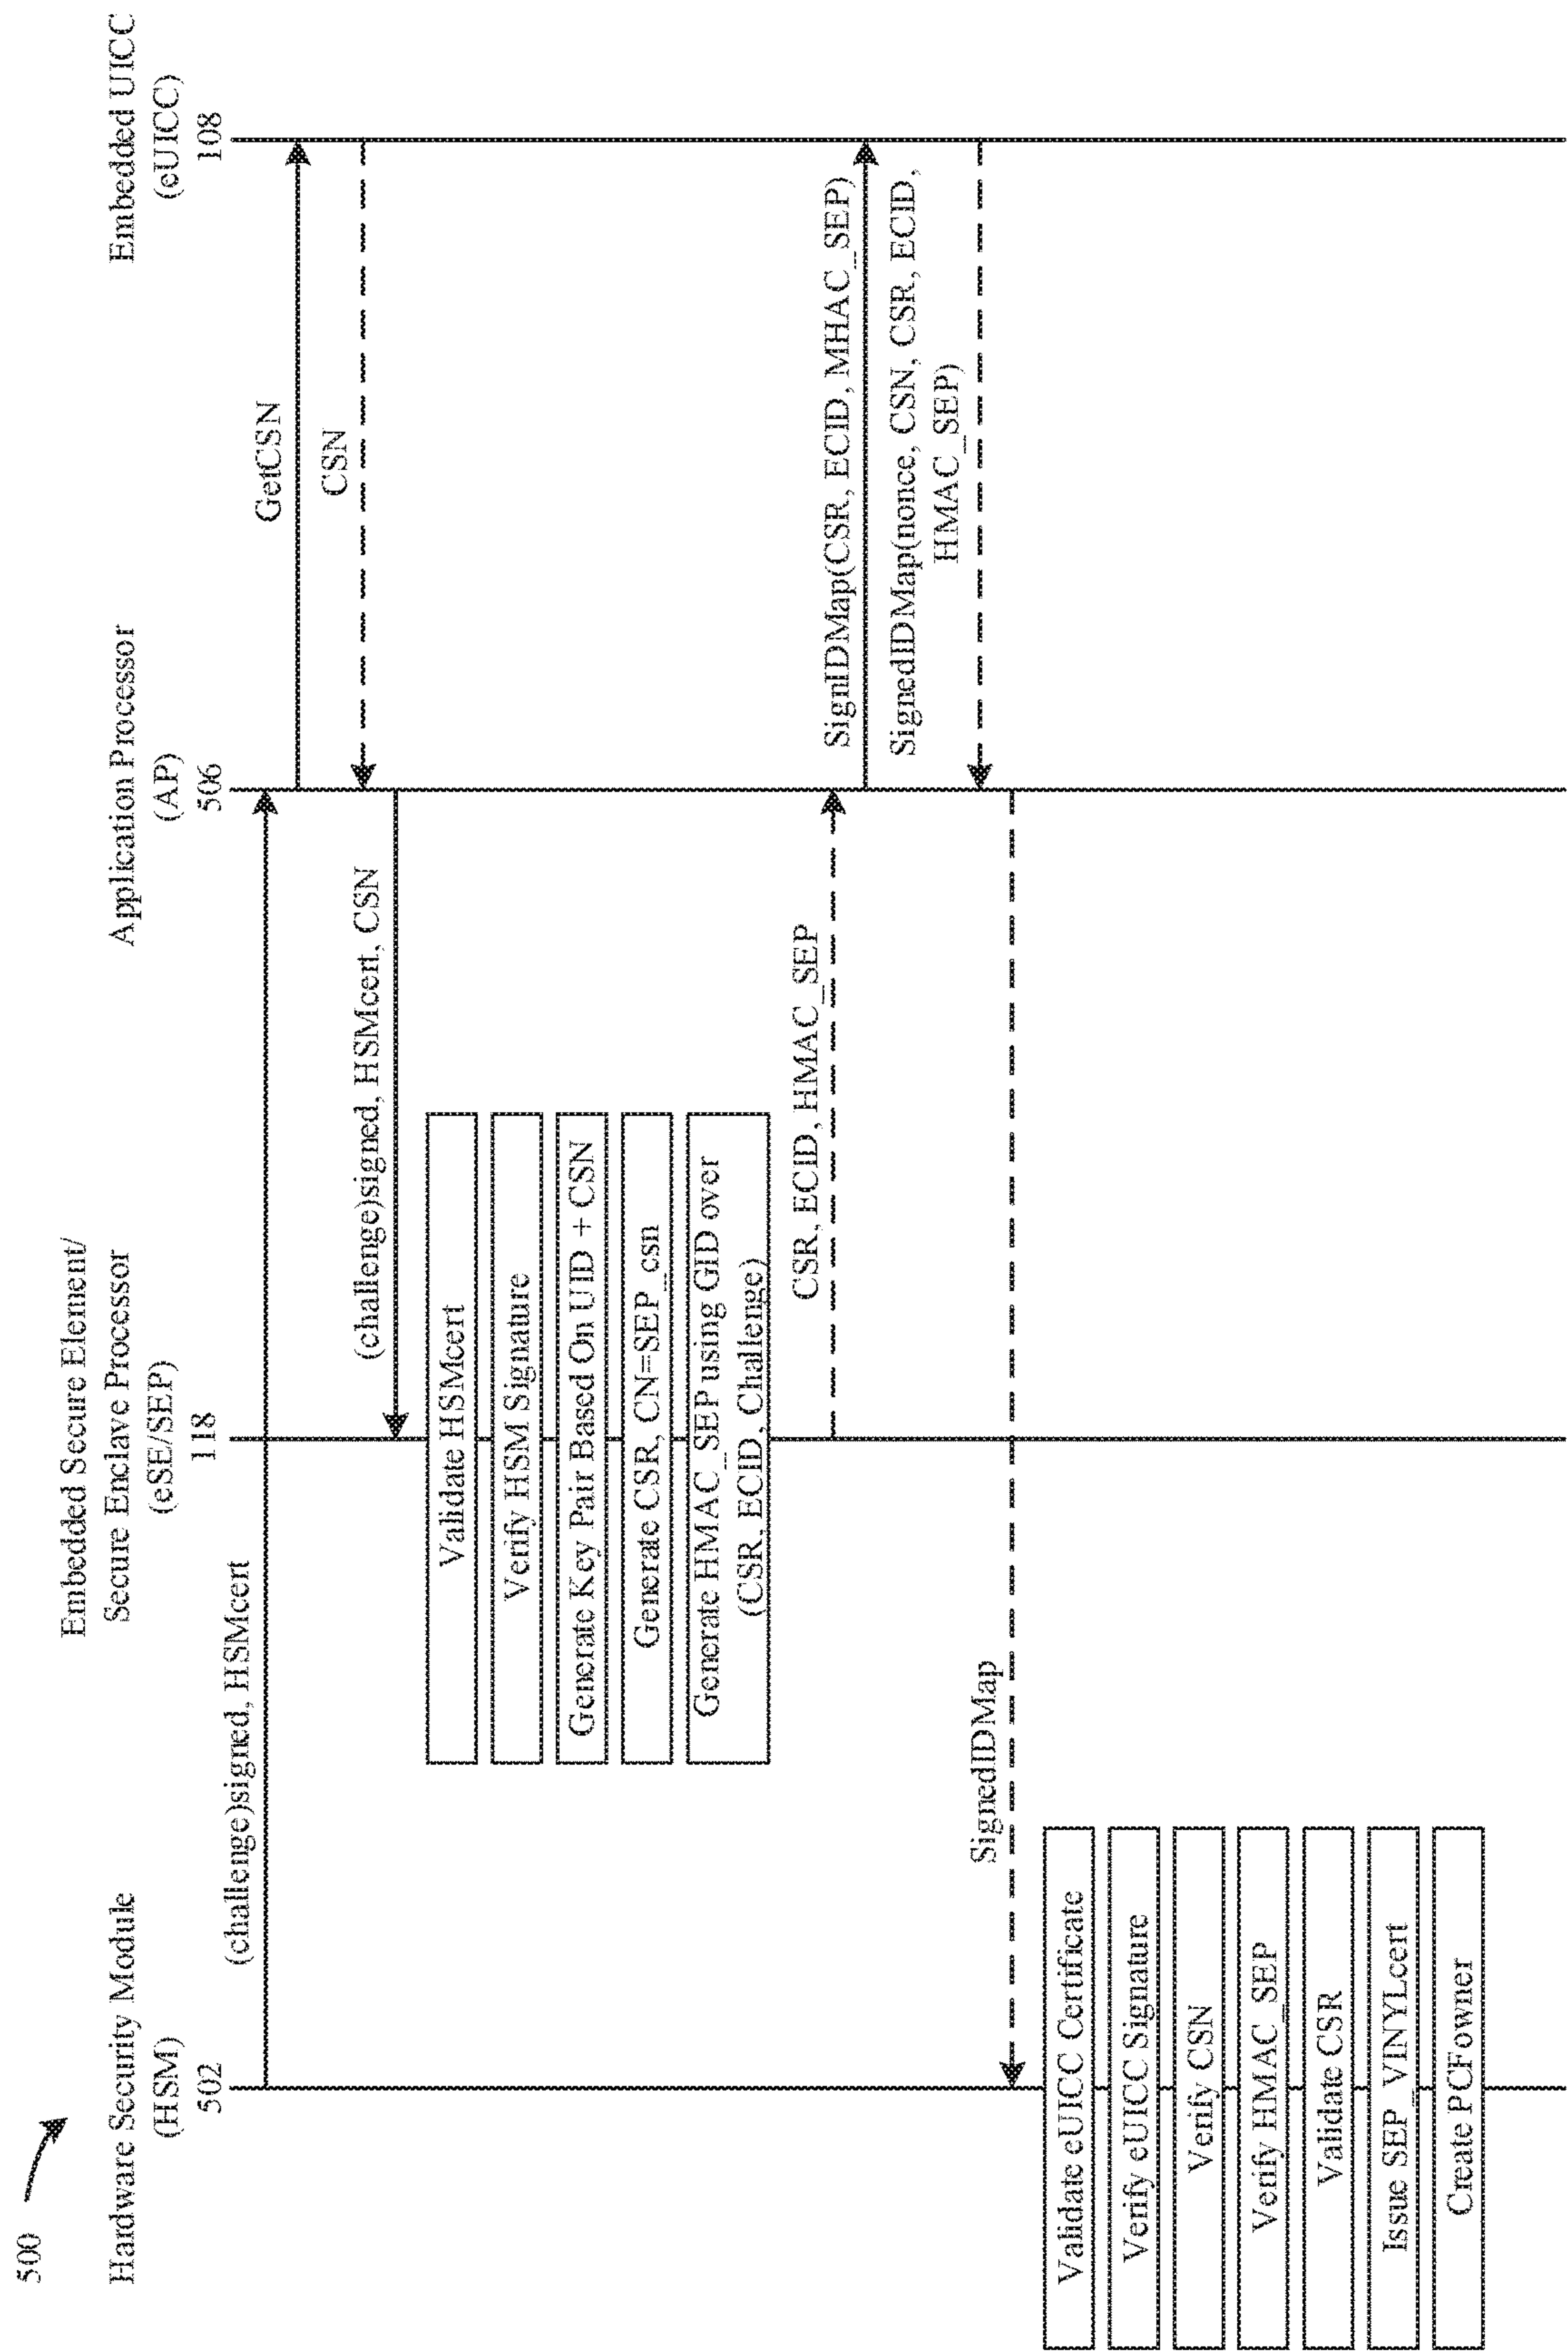 500
Hardware Security Module
(HSM)
502
Embedded Secure Element/
Secure Enclave Processor
(eSE/SEP)
118
Application Processor
(AP)
506
Embedded UICC
(eUICC)
108
(challenge)signed, HSMcert
GetCSN
CSN
(challenge)signed, HSMcert, CSN
Validate HSMcert
Verify HSM Signature
Generate Key Pair Based On UID + CSN
Generate CSR, CN=SEP_csn
Generate HMAC_SEP using GID over
(CSR, ECID, Challenge)
CSR, ECID, HMAC_SEP
SignIDMap(CSR, ECID, MHAC_SEP)
SignedIDMap(nonce, CSN, CSR, ECID,
HMAC_SEP)
SignedIDMap
Validate eUICC Certificate
Verify eUICC Signature
Verify CSN
Verify HMAC_SEP
Validate CSR
Issue SEP_VINYLcert
Create PCFowner